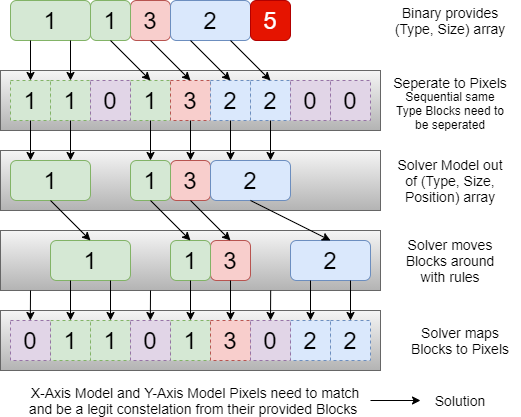 1 1 3 2 5
Binary provides
(Type, Size) array
1 1 0 1 3 2 2 0 0
Seperate to Pixels
Sequential same
Type Blocks need to
be seperated
1 1 3 2
Solver Model out
of (Type, Size,
Position) array
1 1 3 2
Solver moves
Blocks around
with rules
0 1 1 0 1 3 0 2 2
Solver maps
Blocks to Pixels
X-Axis Model and Y-Axis Model Pixels need to match
and be a legit constelation from their provided Blocks
Solution